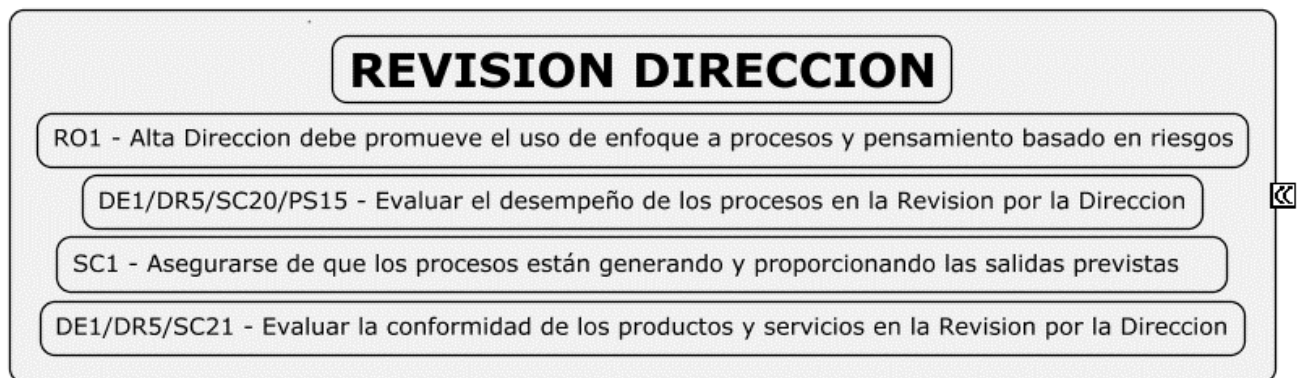 REVISION DIRECCION
RO1 - Alta Direccion debe promueve el uso de enfoque a procesos y pensamiento basado en riesgos
DE1/DR5/SC20/PS15 - Evaluar el desempeño de los procesos en la Revision por la Direccion
SC1 - Asegurarse de que los procesos están generando y proporcionando las salidas previstas
DE1/DR5/SC21 - Evaluar la conformidad de los productos y servicios en la Revision por la Direccion